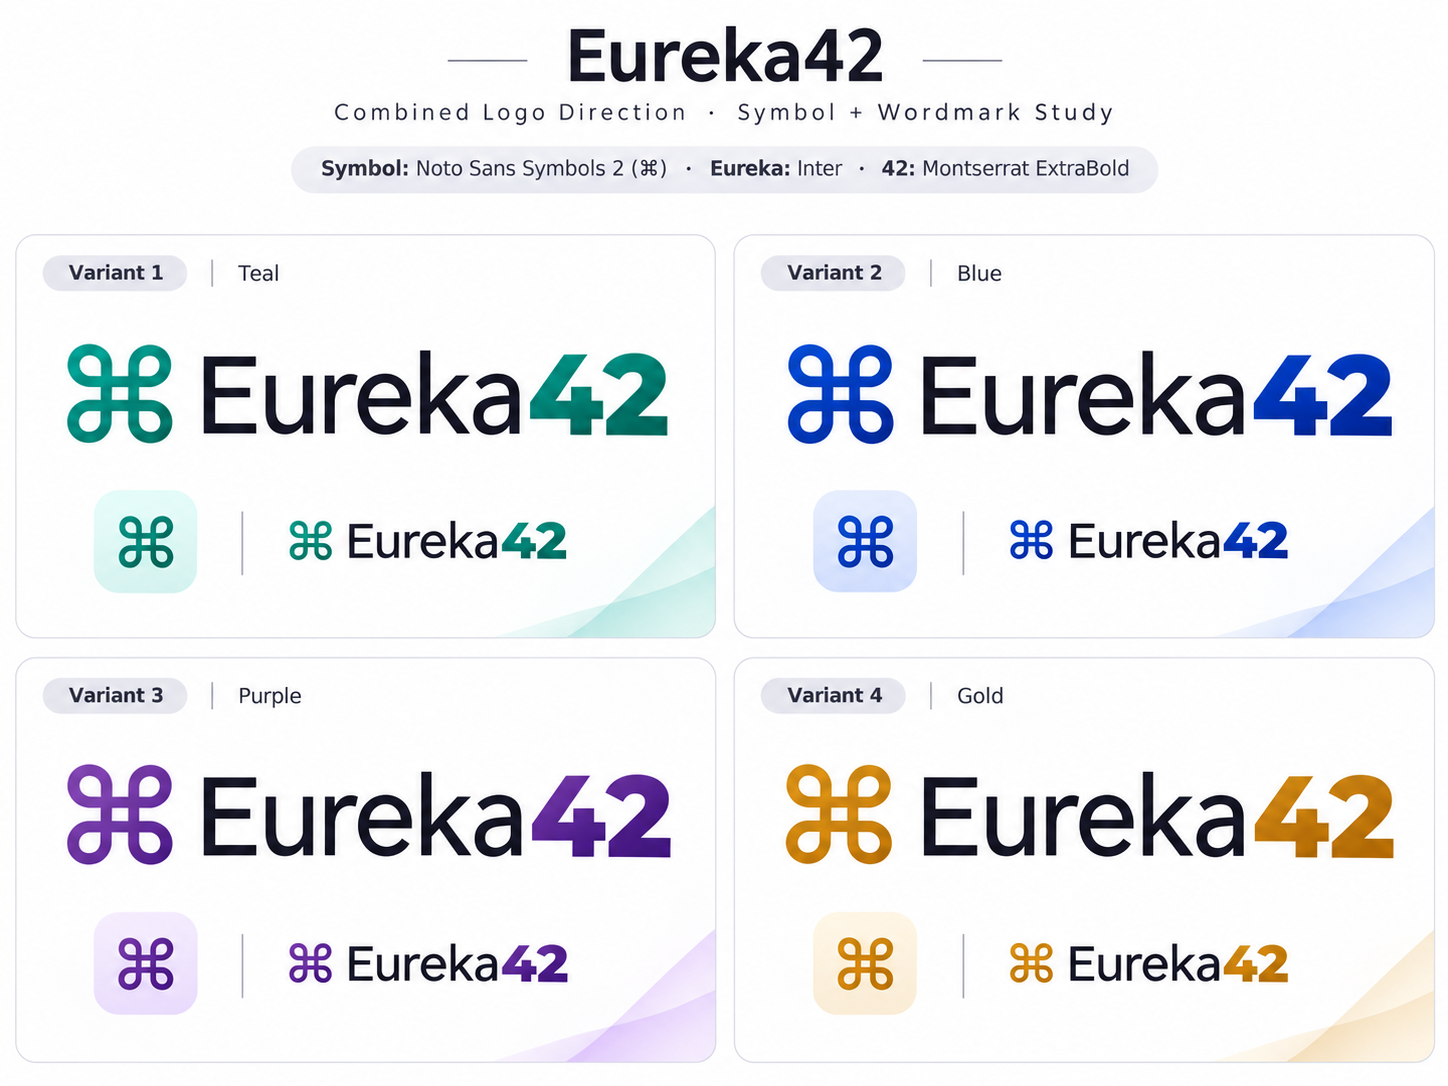 Eureka42
Combined Logo Direction · Symbol + Wordmark Study
Symbol: Noto Sans Symbols 2 (⌘) · Eureka: Inter · 42: Montserrat ExtraBold
Variant 1 | Teal
⌘ Eureka42
⌘ | ⌘ Eureka42
Variant 2 | Blue
⌘ Eureka42
⌘ | ⌘ Eureka42
Variant 3 | Purple
⌘ Eureka42
⌘ | ⌘ Eureka42
Variant 4 | Gold
⌘ Eureka42
⌘ | ⌘ Eureka42